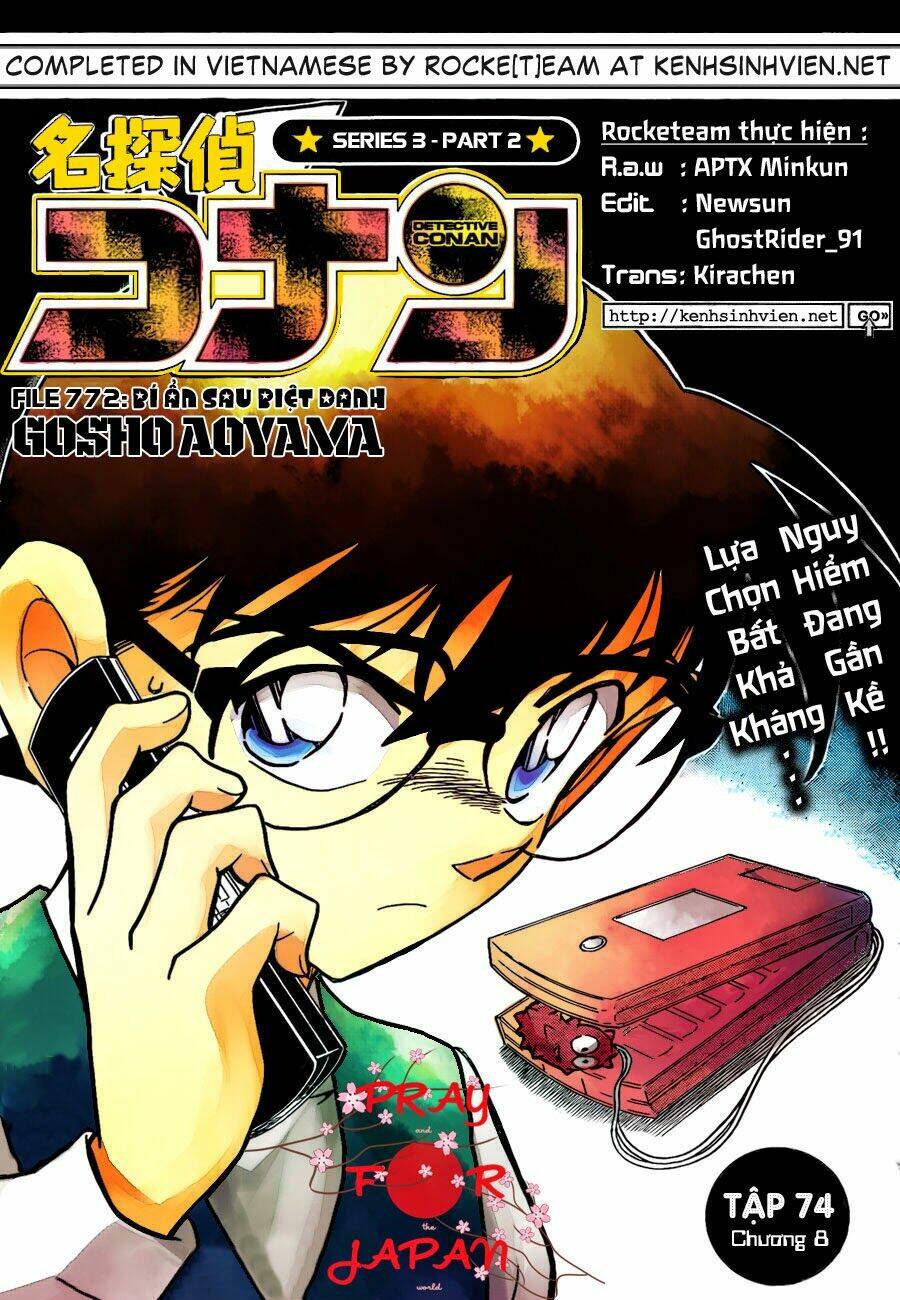 COMPLETED IN VIETNAMESE BY ROCKE[T]EAM AT KENHSINHVIEN.NET
名探偵
★ SERIES 3 - PART 2 ★
コナン
DETECTIVE
CONAN
FILE 772: BÍ ẨN SAU BIỆT DANH
GOSHO AOYAMA
Rocketeam thực hiện :
R.a.w : APTX Minkun
Edit : Newsun
GhostRider_91
Trans: Kirachen
http://kenhsinhvien.net GO»
Lựa
Chọn
Bất
Khả
Kháng
...
Nguy
Hiểm
Đang
Gần
Kề
!!
PRAY
and
FOR
the
JAPAN
world
TẬP 74
Chương 8